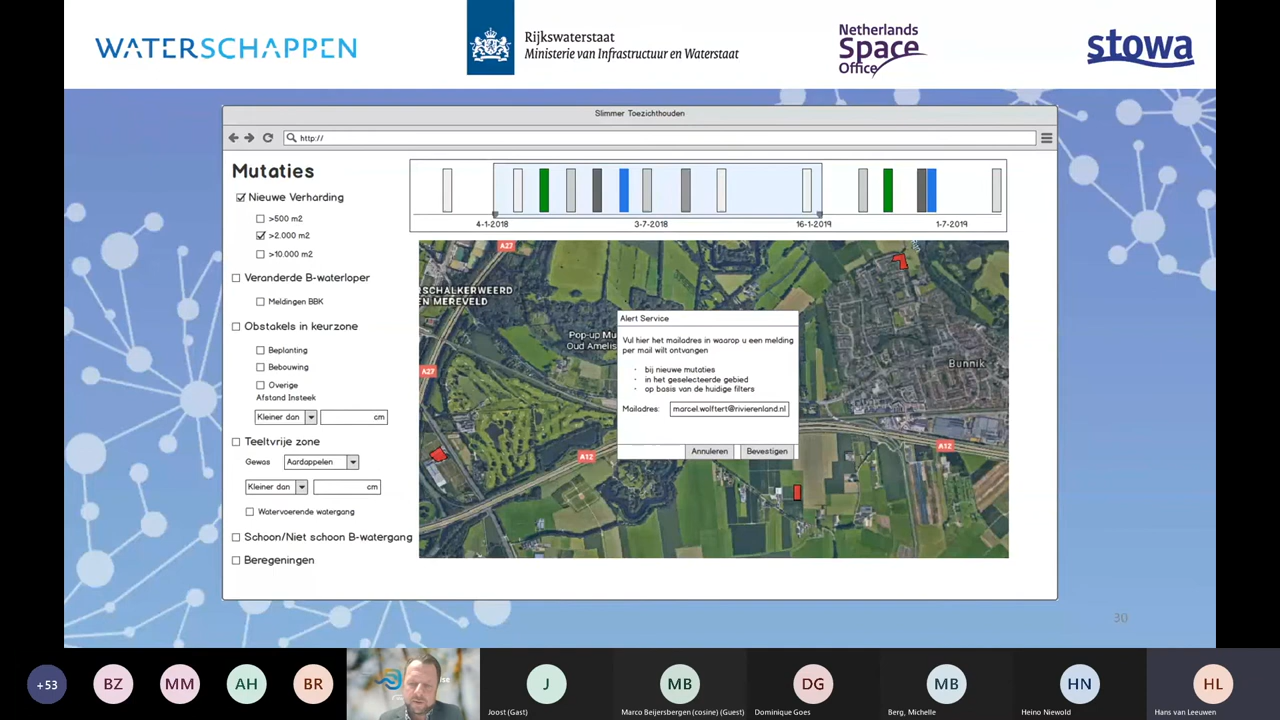 WATERSCHAPPEN
Rijkswaterstaat
Ministerie van Infrastructuur en Waterstaat
Netherlands
Space
Office
stowa
Slimmer Toezichthouden
http://
Mutaties
Nieuwe Verharding
>500 m2
>2.000 m2
>10.000 m2
Veranderde B-waterloper
Meldingen BBK
Obstakels in keurzone
Beplanting
Bebouwing
Overige
Afstand Insteek
Kleiner dan
cm
Teeltvrije zone
Gewas
Aardappelen
Kleiner dan
cm
Watervoerende watergang
Schoon/Niet schoon B-watergang
Beregeningen
4-1-2018
3-7-2018
16-1-2019
1-7-2019
A27
SCHALKERWEERD
EN MEREVELD
Pop-up Mu
Oud Amelis
A27
Bunnik
A12
A12
Alert Service
Vul hier het mailadres in waarop u een melding
per mail wilt ontvangen
· bij nieuwe mutaties
· in het geselecteerde gebied
· op basis van de huidige filters
Mailadres:
marcel.wolftert@rivierenland.nl
Annuleren
Bevestigen
30
+53
BZ
MM
AH
BR
J
Joost (Gast)
MB
Marco Beijersbergen (cosine) (Guest)
DG
Dominique Goes
MB
Berg, Michelle
HN
Heino Niewold
HL
Hans van Leeuwen